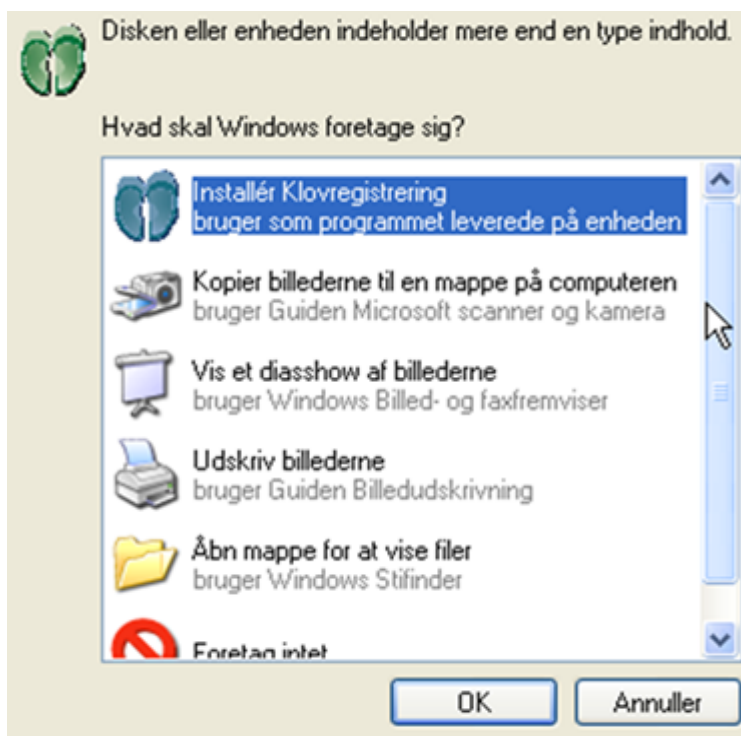 Disken eller enheden indeholder mere end en type indhold.
Hvad skal Windows foretage sig?
Installér Klovregistrering
bruger som programmet leverede på enheden
Kopier billederne til en mappe på computeren
bruger Guiden Microsoft scanner og kamera
Vis et diasshow af billederne
bruger Windows Billed- og faxfremviser
Udskriv billederne
bruger Guiden Billedudskrivning
Åbn mappe for at vise filer
bruger Windows Stifinder
Foretag intet
OK
Annuller